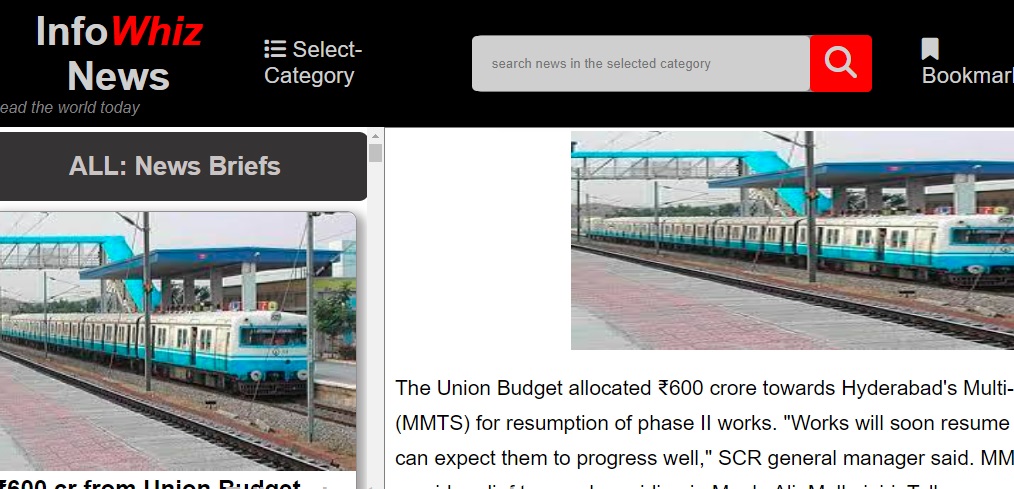 InfoWhiz
News
ead the world today
Select-
Category
search news in the selected category
Bookmark
ALL: News Briefs
₹600 cr from Union Budget
The Union Budget allocated ₹600 crore towards Hyderabad's Multi-
(MMTS) for resumption of phase II works. "Works will soon resume
can expect them to progress well," SCR general manager said. MM